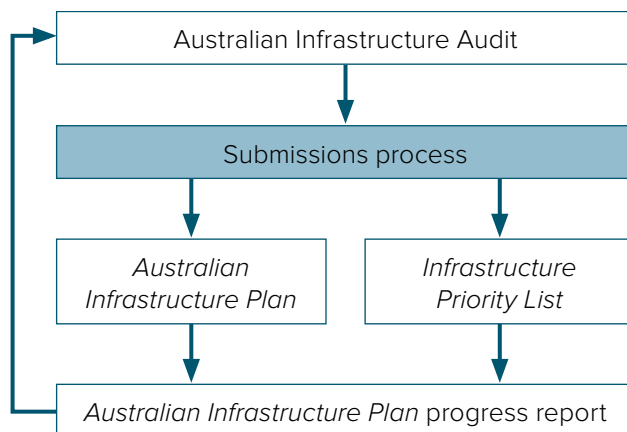 Australian Infrastructure Audit
Submissions process
Australian
Infrastructure Plan
Infrastructure
Priority List
Australian Infrastructure Plan progress report